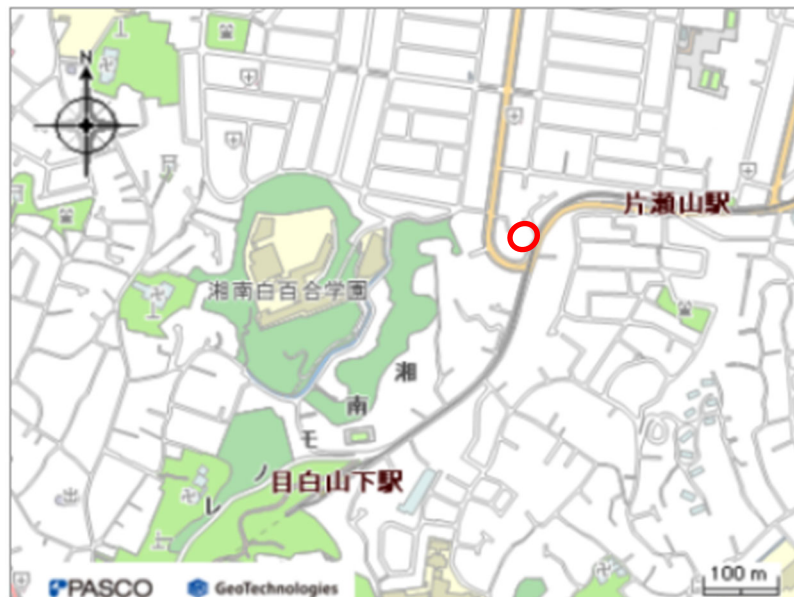 N
片瀬山駅
湘南白百合学園
湘
南
モ
ノ
レ
目白山下駅
PASCO
GeoTechnologies
100 m